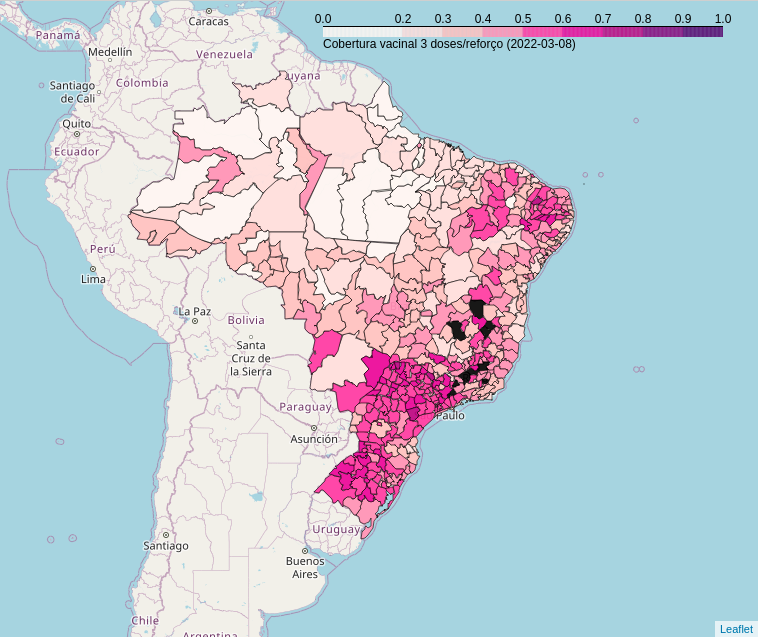 0.0 0.2 0.3 0.4 0.5 0.6 0.7 0.8 0.9 1.0
Cobertura vacinal 3 doses/reforço (2022-03-08)
Caracas
Panamá
Medellín
Venezuela
Colombia
uyana
Santiago
de Cali
Quito
Ecuador
Perú
Lima
La Paz
Bolivia
Santa
Cruz de
la Sierra
Paraguay
Paulo
Asunción
Uruguay
Santiago
Buenos
Aires
Chile
Argentina
Leaflet